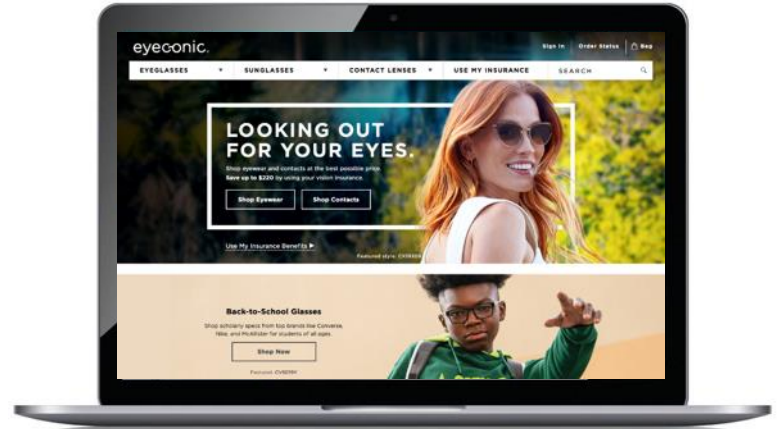 eyeconic.
Sign In Order Status Bag
EYEGLASSES SUNGLASSES CONTACT LENSES USE MY INSURANCE SEARCH
LOOKING OUT
FOR YOUR EYES.
Shop eyewear and contacts at the best possible price.
Save up to $220 by using your vision insurance.
Shop Eyewear Shop Contacts
Use My Insurance Benefits ▶
Featured style:
Back-to-School Glasses
Shop scholarly specs from top brands like Converse,
Nike, and McAllister for students of all ages.
Shop Now
Featured: